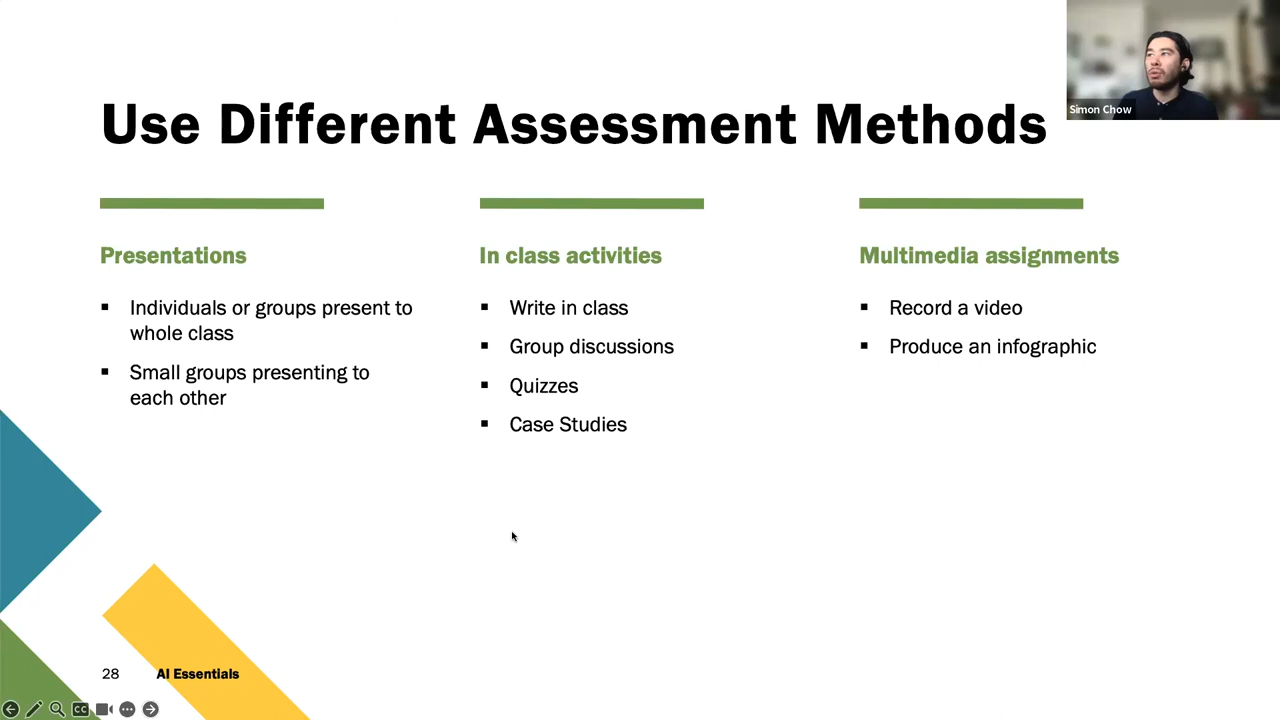 Use Different Assessment Methods
Simon Chow
Presentations
Individuals or groups present to
whole class
Small groups presenting to
each other
In class activities
Write in class
Group discussions
Quizzes
Case Studies
Multimedia assignments
Record a video
Produce an infographic
28
AI Essentials
CC